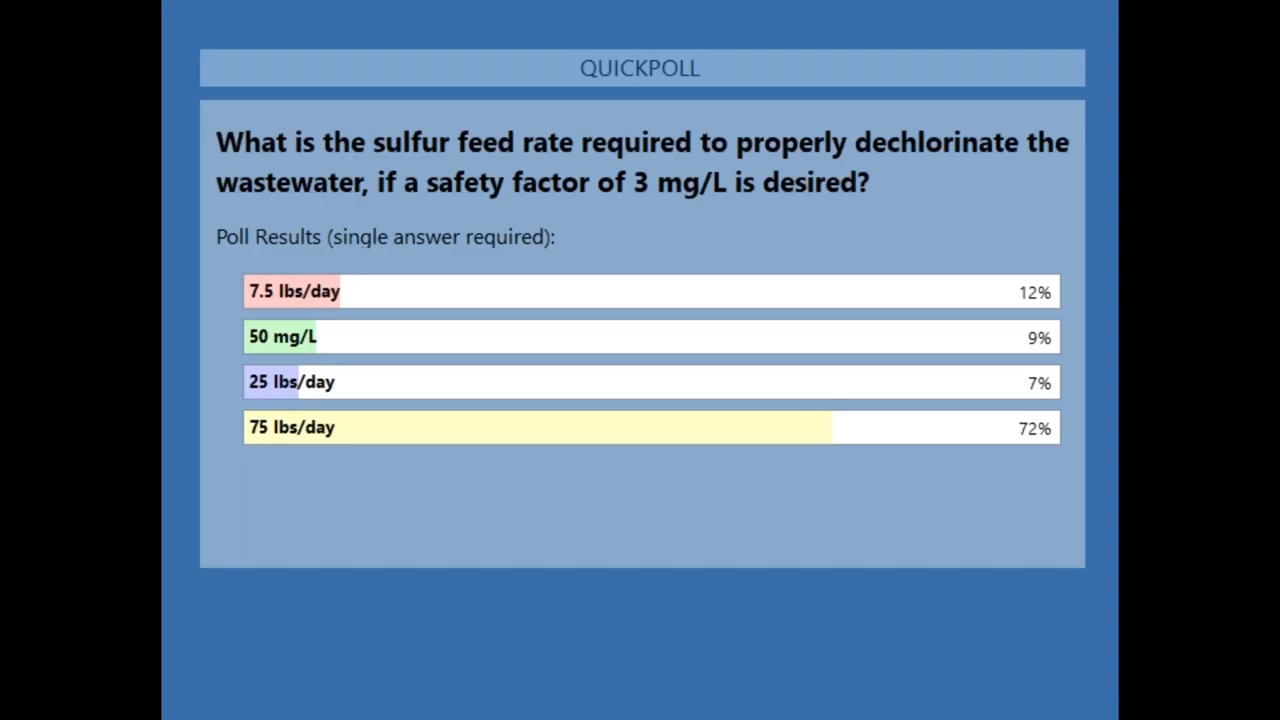 QUICKPOLL
What is the sulfur feed rate required to properly dechlorinate the
wastewater, if a safety factor of 3 mg/L is desired?
Poll Results (single answer required):
7.5 lbs/day 12%
50 mg/L 9%
25 lbs/day 7%
75 lbs/day 72%